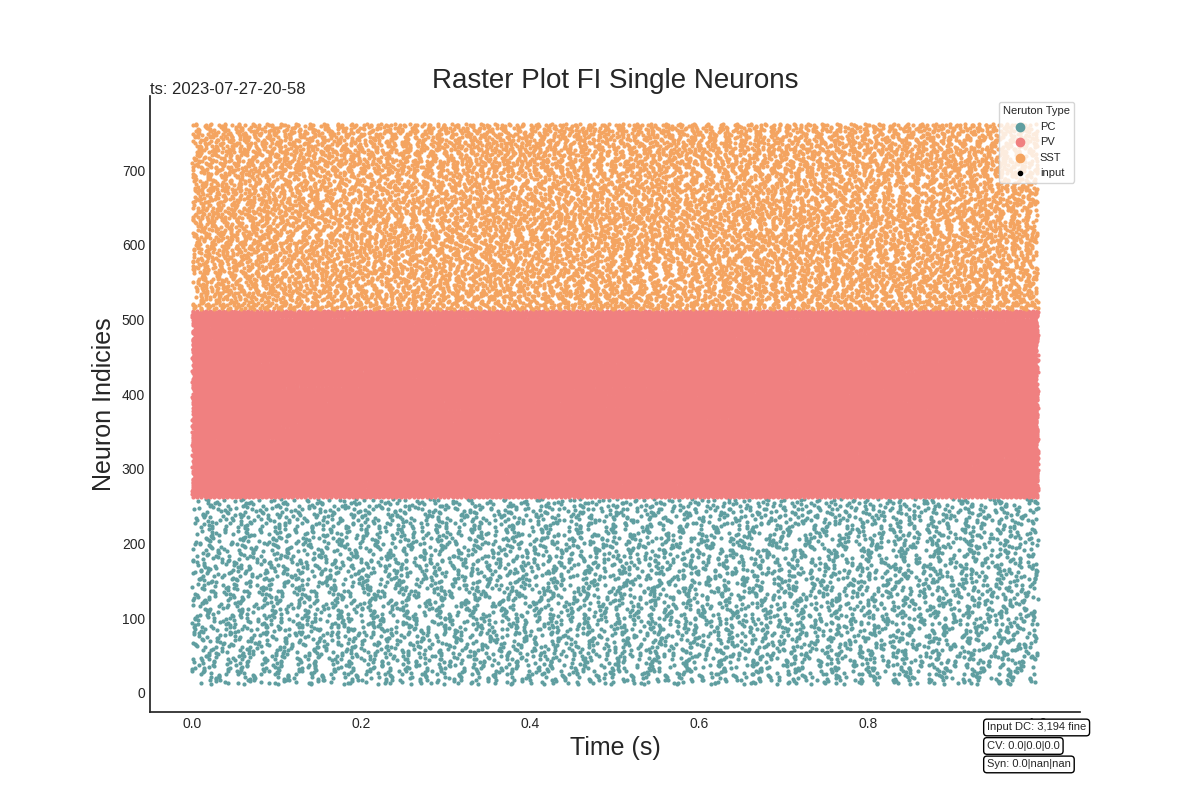 Raster Plot FI Single Neurons
ts: 2023-07-27-20-58
Neruton Type
PC
PV
SST
input
Neuron Indicies
700
600
500
400
300
200
100
0
0.0 0.2 0.4 0.6 0.8
Time (s)
Input DC: 3,194 fine
CV: 0.0|0.0|0.0
Syn: 0.0|nan|nan